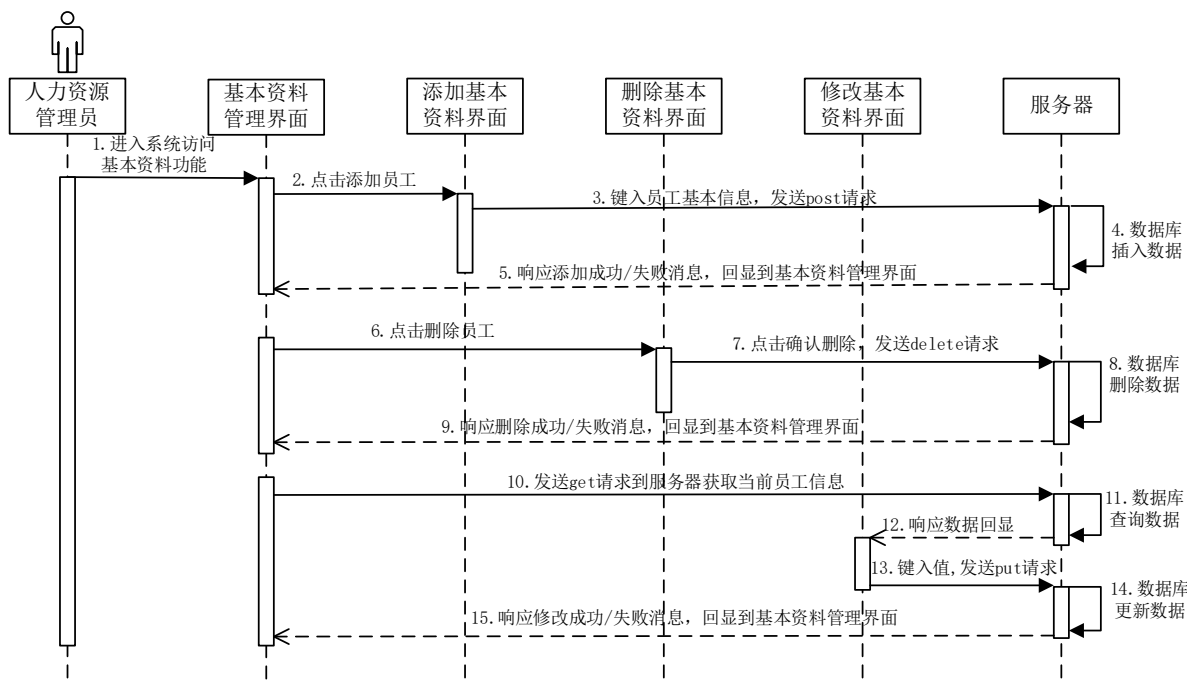 人力资源
管理员
基本资料
管理界面
添加基本
资料界面
删除基本
资料界面
修改基本
资料界面
服务器
1.进入系统访问
基本资料功能
2.点击添加员工
3.键入员工基本信息，发送post请求
4.数据库
插入数据
5.响应添加成功/失败消息，回显到基本资料管理界面
6.点击删除员工
7.点击确认删除，发送delete请求
8.数据库
删除数据
9.响应删除成功/失败消息，回显到基本资料管理界面
10.发送get请求到服务器获取当前员工信息
11.数据库
查询数据
12.响应数据回显
13.键入值,发送put请求
14.数据库
更新数据
15.响应修改成功/失败消息，回显到基本资料管理界面